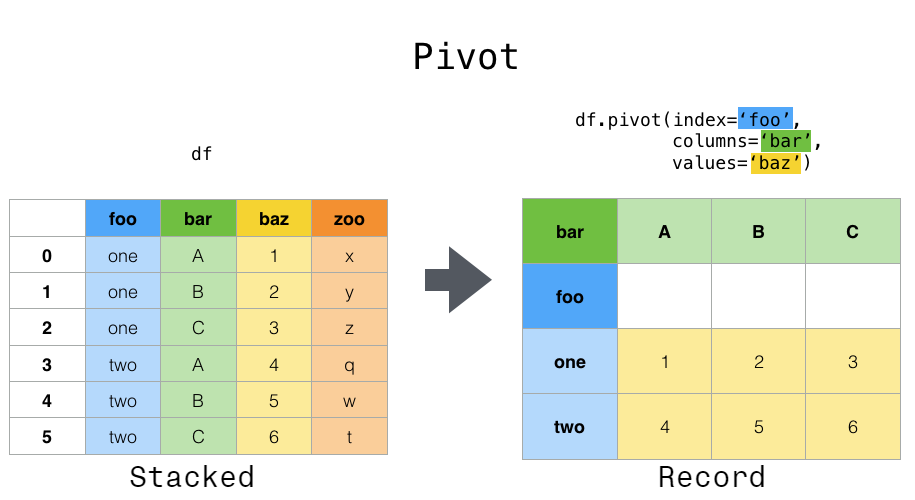 Pivot
df
foo bar baz zoo
0 one A 1 x
1 one B 2 y
2 one C 3 z
3 two A 4 q
4 two B 5 w
5 two C 6 t
Stacked
df.pivot(index=‘foo’,
columns=‘bar’,
values=‘baz’)
bar A B C
foo
one 1 2 3
two 4 5 6
Record